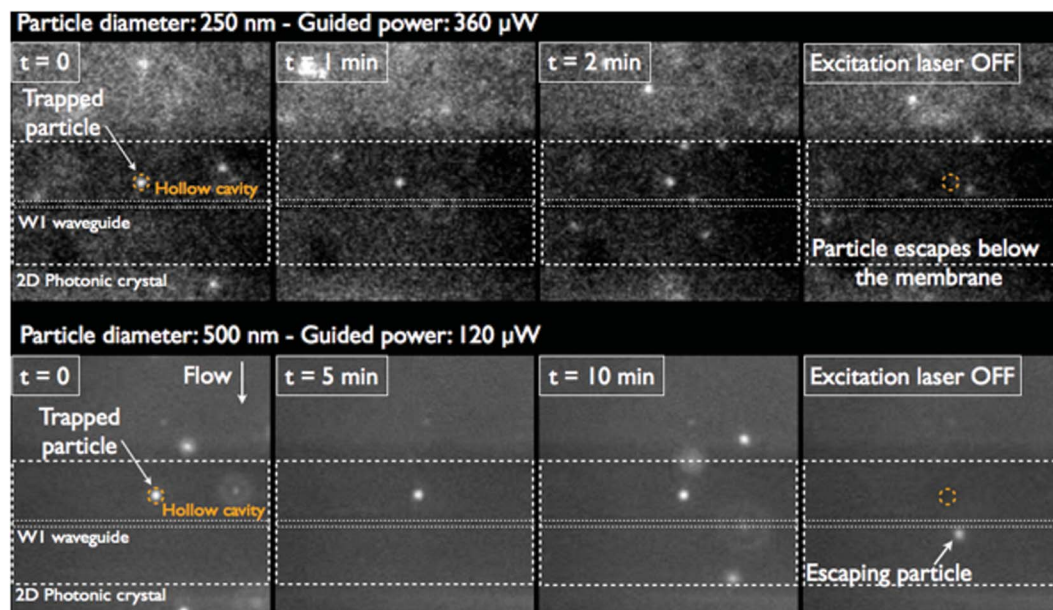 Particle diameter: 250 nm - Guided power: 360 µW
t = 0
t = 1 min
t = 2 min
Excitation laser OFF
Trapped
particle
Hollow cavity
W1 waveguide
2D Photonic crystal
Particle escapes below
the membrane
Particle diameter: 500 nm - Guided power: 120 µW
t = 0
Flow
t = 5 min
t = 10 min
Excitation laser OFF
Trapped
particle
Hollow cavity
W1 waveguide
2D Photonic crystal
Escaping particle